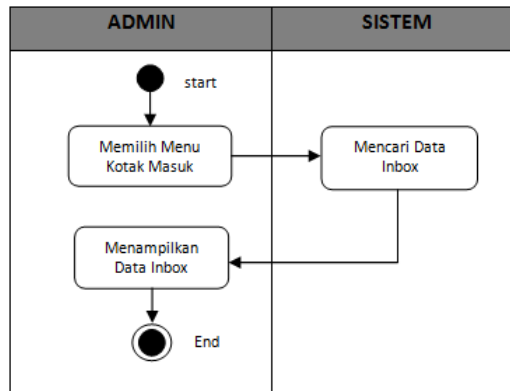 ADMIN
SISTEM
start
Memilih Menu
Kotak Masuk
Mencari Data
Inbox
Menampilkan
Data Inbox
End